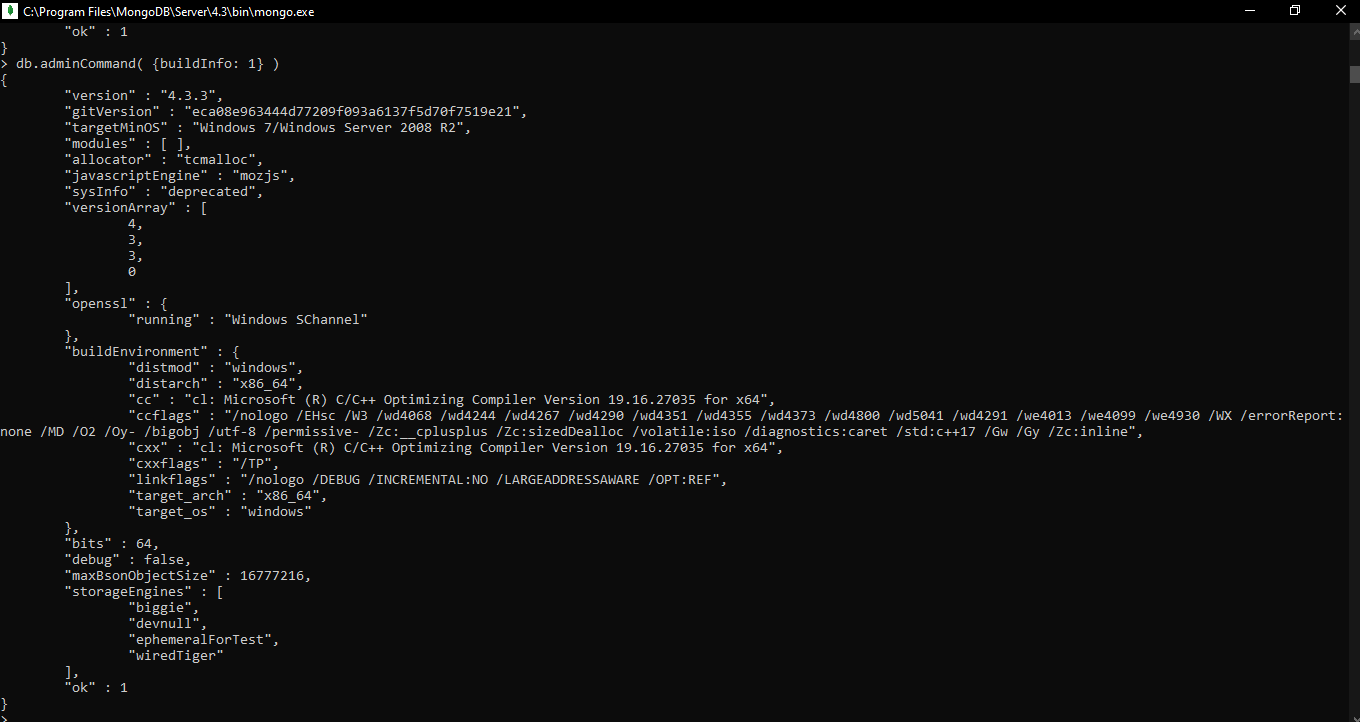 C:\Program Files\MongoDB\Server\4.3\bin\mongo.exe
        "ok" : 1
}
> db.adminCommand( {buildInfo: 1} )
{
        "version" : "4.3.3",
        "gitVersion" : "eca08e963444d77209f093a6137f5d70f7519e21",
        "targetMinOS" : "Windows 7/Windows Server 2008 R2",
        "modules" : [ ],
        "allocator" : "tcmalloc",
        "javascriptEngine" : "mozjs",
        "sysInfo" : "deprecated",
        "versionArray" : [
                4,
                3,
                3,
                0
        ],
        "openssl" : {
                "running" : "Windows SChannel"
        },
        "buildEnvironment" : {
                "distmod" : "windows",
                "distarch" : "x86_64",
                "cc" : "cl: Microsoft (R) C/C++ Optimizing Compiler Version 19.16.27035 for x64",
                "ccflags" : "/nologo /EHsc /W3 /wd4068 /wd4244 /wd4267 /wd4290 /wd4351 /wd4355 /wd4373 /wd4800 /wd5041 /wd4291 /we4013 /we4099 /we4930 /WX /errorReport:
none /MD /O2 /Oy- /bigobj /utf-8 /permissive- /Zc:__cplusplus /Zc:sizedDealloc /volatile:iso /diagnostics:caret /std:c++17 /Gw /Gy /Zc:inline",
                "cxx" : "cl: Microsoft (R) C/C++ Optimizing Compiler Version 19.16.27035 for x64",
                "cxxflags" : "/TP",
                "linkflags" : "/nologo /DEBUG /INCREMENTAL:NO /LARGEADDRESSAWARE /OPT:REF",
                "target_arch" : "x86_64",
                "target_os" : "windows"
        },
        "bits" : 64,
        "debug" : false,
        "maxBsonObjectSize" : 16777216,
        "storageEngines" : [
                "biggie",
                "devnull",
                "ephemeralForTest",
                "wiredTiger"
        ],
        "ok" : 1
}
>